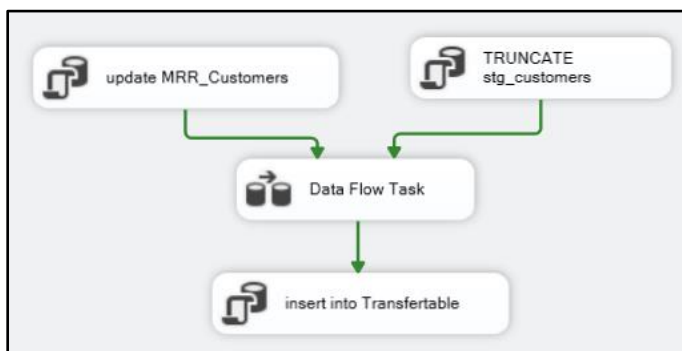 update MRR_Customers
TRUNCATE
stg_customers
Data Flow Task
insert into Transfertable